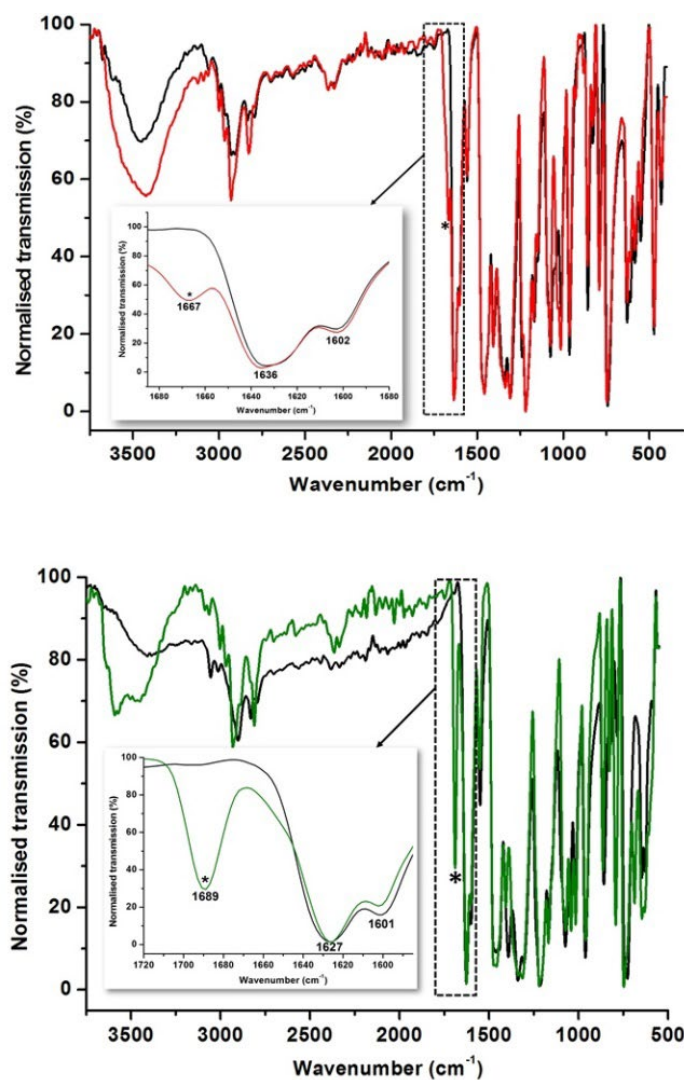 100
80
60
40
20
0
Normalised transmission (%)
3500 3000 2500 2000 1500 1000 500
Wavenumber (cm-1)
*
100
80
60
40
20
0
Normalised transmission (%)
*
1667
1636
1602
1680 1660 1640 1620 1600 1580
Wavenumber (cm-1)
100
80
60
40
20
0
Normalised transmission (%)
3500 3000 2500 2000 1500 1000 500
Wavenumber (cm-1)
*
100
80
60
40
20
0
Normalised transmission (%)
*
1689
1627
1601
1720 1700 1680 1660 1640 1620 1600
Wavenumber (cm-1)